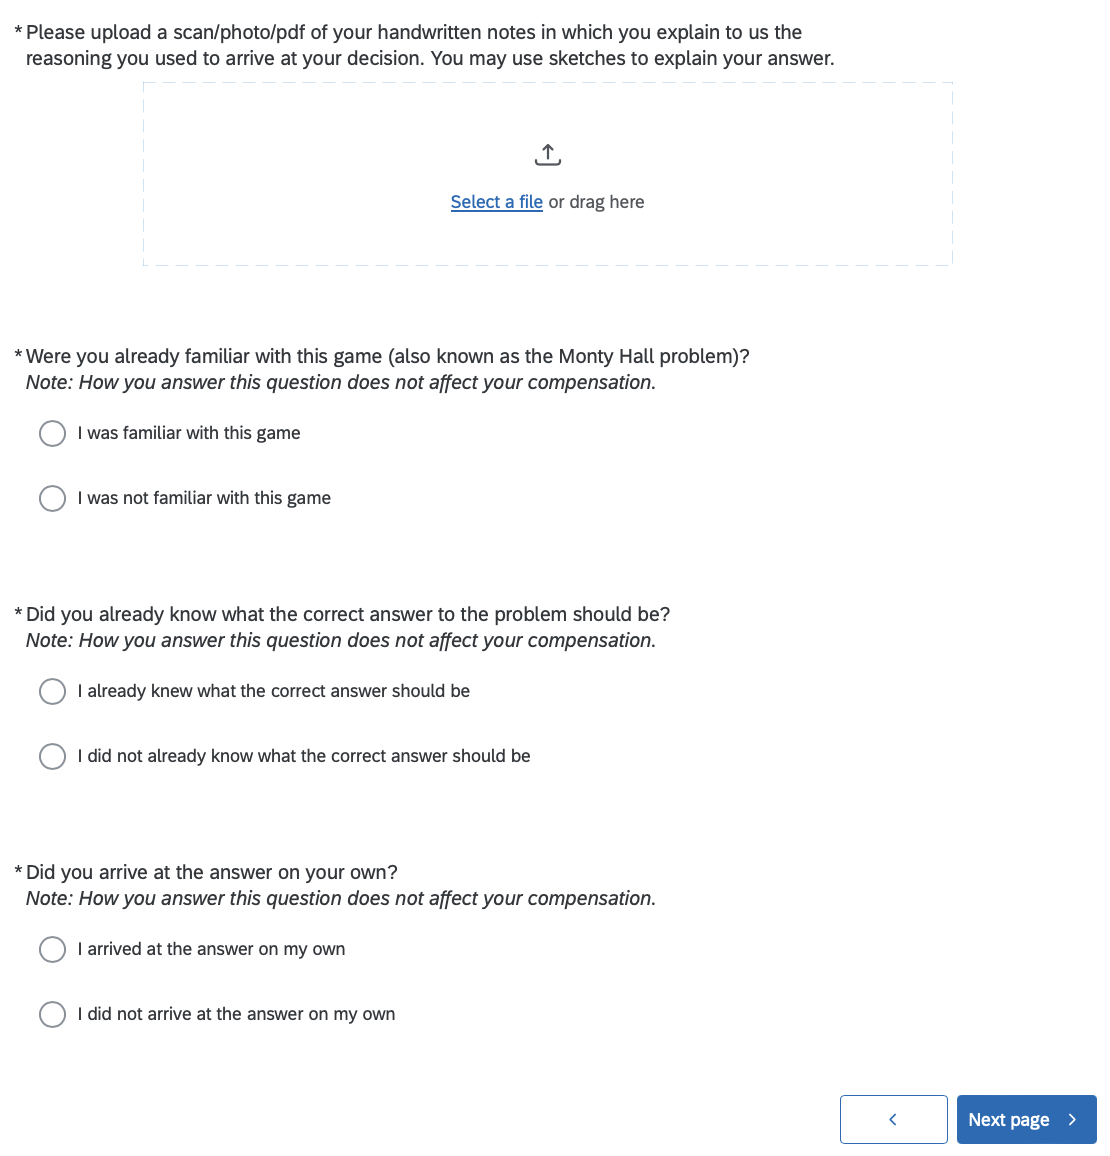 * Please upload a scan/photo/pdf of your handwritten notes in which you explain to us the
reasoning you used to arrive at your decision. You may use sketches to explain your answer.
Select a file or drag here
* Were you already familiar with this game (also known as the Monty Hall problem)?
Note: How you answer this question does not affect your compensation.
I was familiar with this game
I was not familiar with this game
* Did you already know what the correct answer to the problem should be?
Note: How you answer this question does not affect your compensation.
I already knew what the correct answer should be
I did not already know what the correct answer should be
* Did you arrive at the answer on your own?
Note: How you answer this question does not affect your compensation.
I arrived at the answer on my own
I did not arrive at the answer on my own
Next page